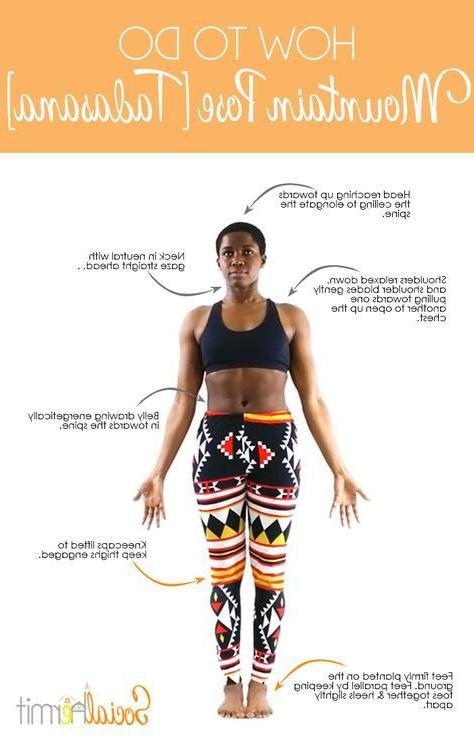 HOW TO DO
Mountain Pose [Tadasana]
Head reaching up towards
the ceiling to elongate the
spine.
Neck in neutral with
gaze straight ahead. .
Shoulders relaxed down,
and shoulder blades gently
pulling towards one
another to open up the
chest.
Belly drawing energetically
in towards the spine.
Kneecaps lifted to
keep thighs engaged.
Feet firmly planted on the
ground. Feet parallel by keeping
toes together & heels slightly
apart.
SocialHermit